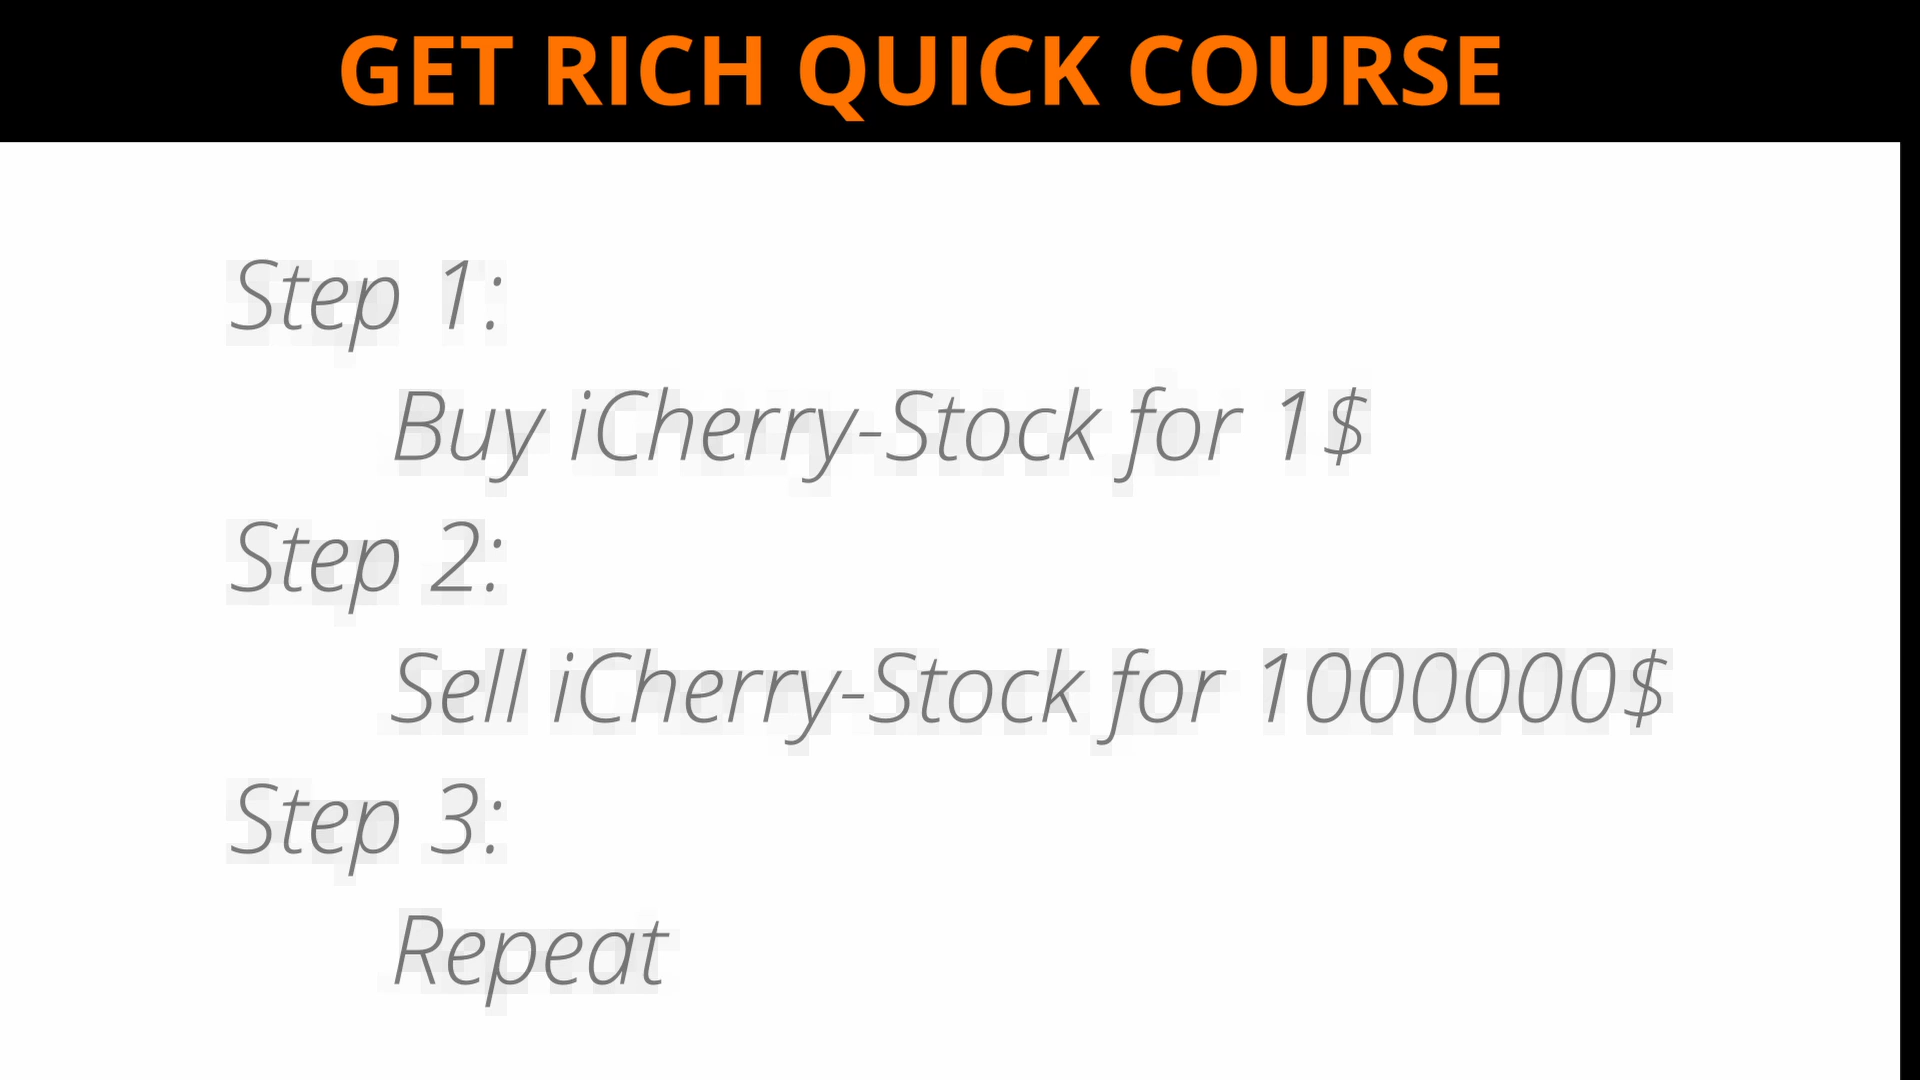 GET RICH QUICK COURSE
Step 1:
Buy iCherry-Stock for 1$
Step 2:
Sell iCherry-Stock for 1000000$
Step 3:
Repeat